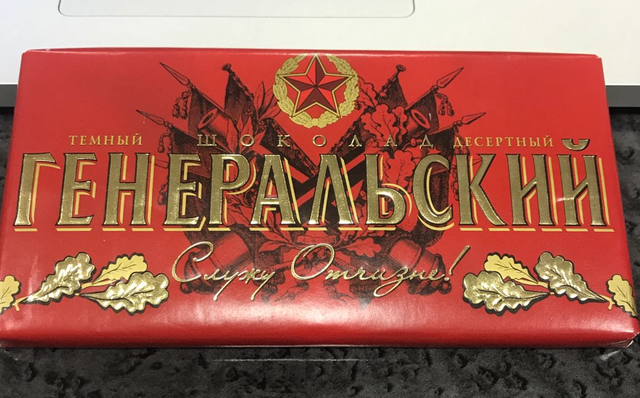 ТЕМНЫЙ ШОКОЛАД ДЕСЕРТНЫЙ
ГЕНЕРАЛЬСКИЙ
Служу Отчизне!